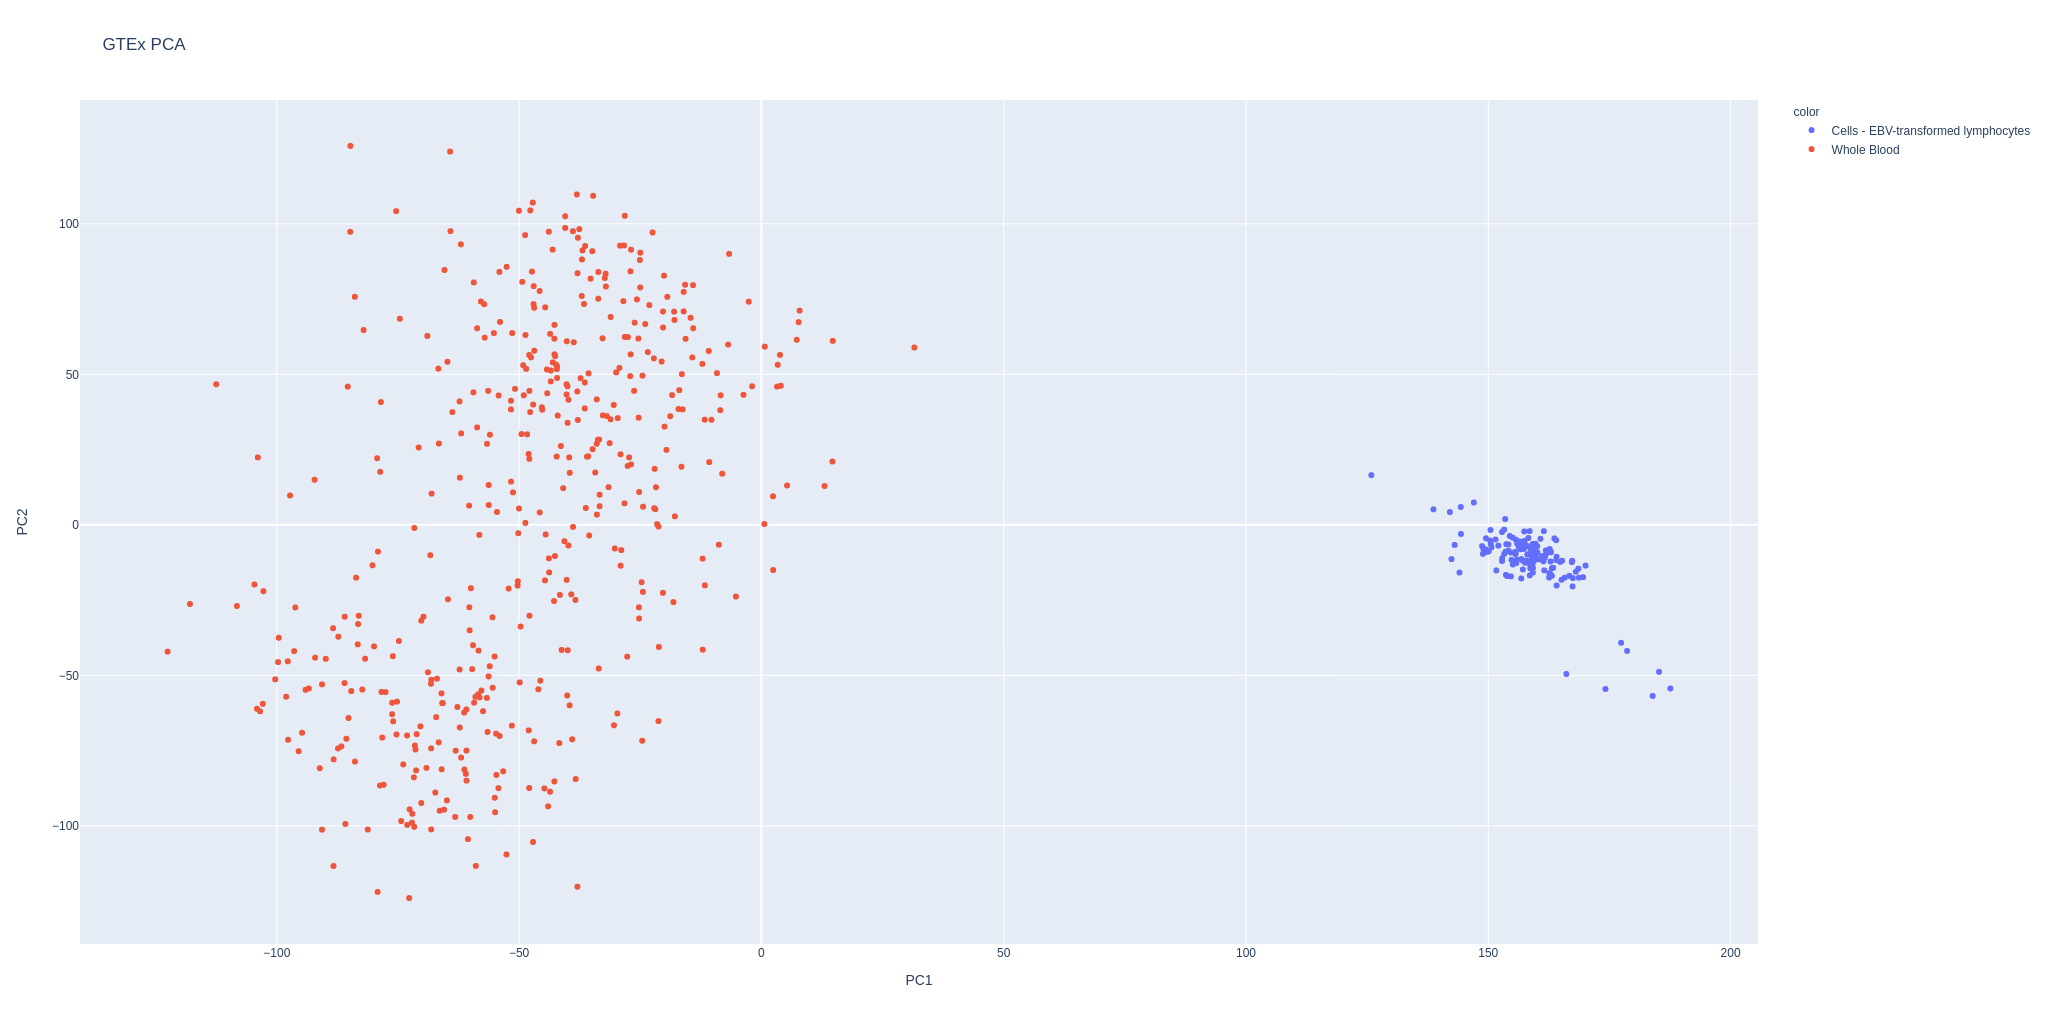 GTEx PCA
color
Cells - EBV-transformed lymphocytes
Whole Blood
100
50
0
−50
−100
PC2
−100
−50
0
50
100
150
200
PC1